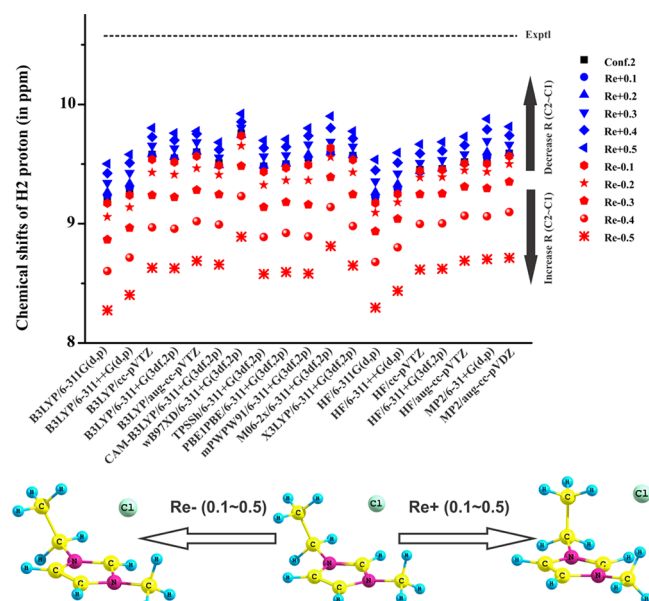 Chemical shifts of H2 proton (in ppm)
10
9
8
Exptl
Conf.2
Re+0.1
Re+0.2
Re+0.3
Re+0.4
Re+0.5
Re-0.1
Re-0.2
Re-0.3
Re-0.4
Re-0.5
Decrease R (C2–C1)
Increase R (C2–C1)
B3LYP/6-311G(d,p)
B3LYP/6-311++G(d,p)
B3LYP/cc-pVTZ
B3LYP/6-311+G(3df,2p)
B3LYP/aug-cc-pVTZ
CAM-B3LYP/6-311+G(3df,2p)
wB97XD/6-311+G(3df,2p)
TPSSh/6-311+G(3df,2p)
PBE1PBE/6-311+G(3df,2p)
mPWPW91/6-311+G(3df,2p)
M06-2x/6-311+G(3df,2p)
X3LYP/6-311+G(3df,2p)
HF/6-311G(d,p)
HF/6-311++G(d,p)
HF/cc-pVTZ
HF/6-311+G(3df,2p)
HF/aug-cc-pVTZ
MP2/6-31+G(d,p)
MP2/aug-cc-pVDZ
Cl
Re- (0.1~0.5)
Cl
Re+ (0.1~0.5)
Cl